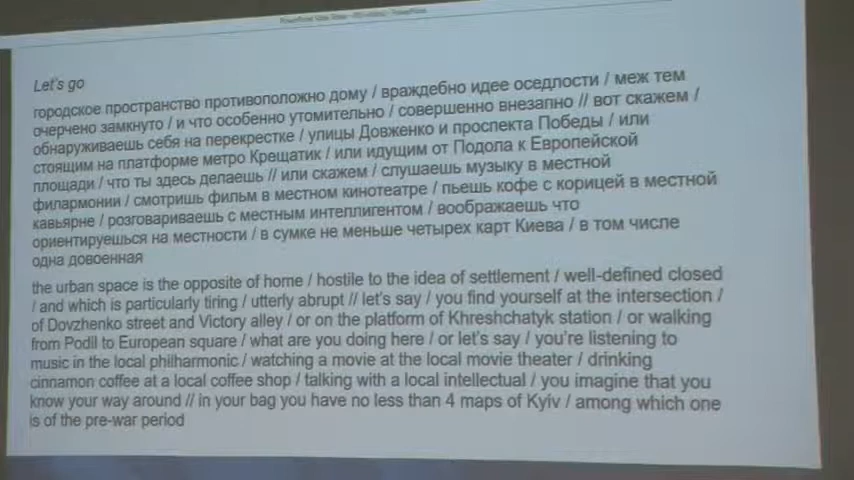 Let's go
городское пространство противоположно дому / враждебно идее оседлости / меж тем
очерчено замкнуто / и что особенно утомительно / совершенно внезапно // вот скажем /
обнаруживаешь себя на перекрестке / улицы Довженко и проспекта Победы / или
стоящим на платформе метро Крещатик / или идущим от Подола к Европейской
площади / что ты здесь делаешь // или скажем / слушаешь музыку в местной
филармонии / смотришь фильм в местном кинотеатре / пьешь кофе с корицей в местной
кавьярне / розговариваешь с местным интеллигентом / воображаешь что
ориентируешься на местности / в сумке не меньше четырех карт Киева / в том числе
одна довоенная
the urban space is the opposite of home / hostile to the idea of settlement / well-defined closed
/ and which is particularly tiring / utterly abrupt // let's say / you find yourself at the intersection /
of Dovzhenko street and Victory alley / or on the platform of Khreshchatyk station / or walking
from Podil to European square / what are you doing here / or let's say / you're listening to
music in the local philharmonic / watching a movie at the local movie theater / drinking
cinnamon coffee at a local coffee shop / talking with a local intellectual / you imagine that you
know your way around // in your bag you have no less than 4 maps of Kyiv / among which one
is of the pre-war period